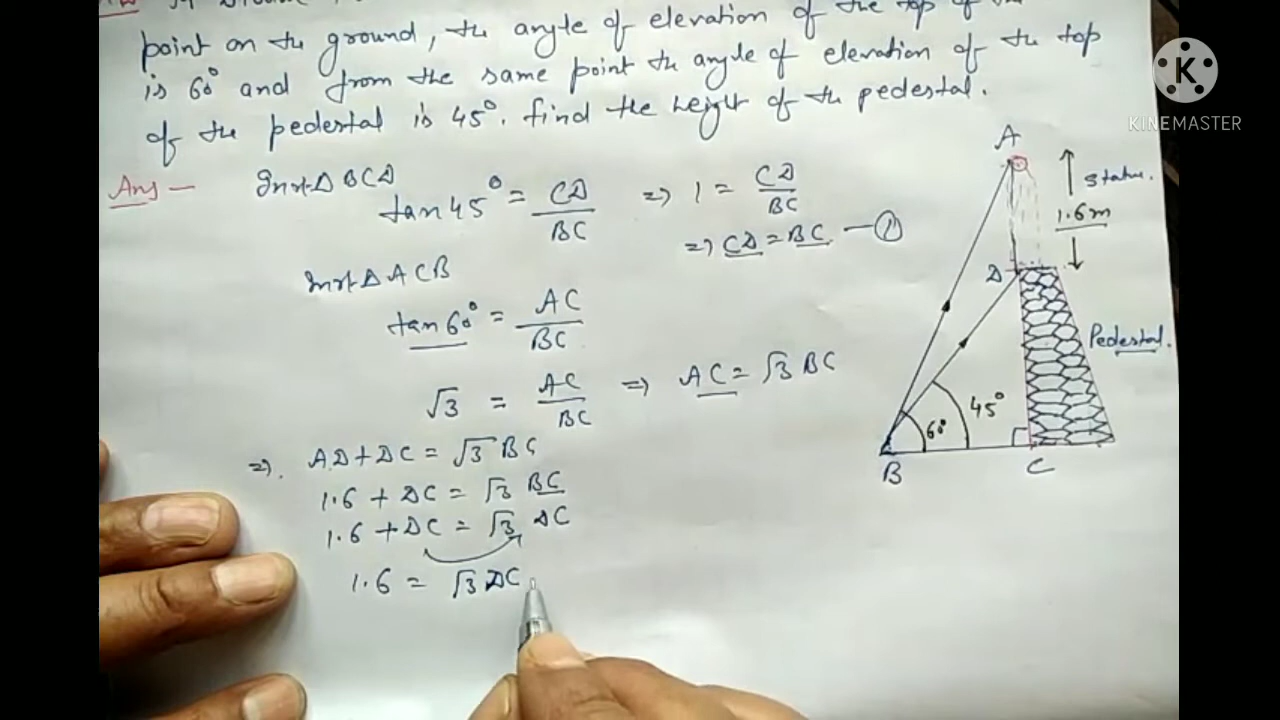 point on the ground, the angle of elevation of the top of
is 60° and from the same point the angle of elevation of the top
of the pedestal is 45°. find the height of the pedestal.
Ans —
In rt Δ BCD
tan 45° = CD/BC ⇒ 1 = CD/BC
⇒ CD = BC — ①
In rt Δ ACB
tan 60° = AC/BC
√3 = AC/BC ⇒ AC = √3 BC
⇒. AD + DC = √3 BC
1.6 + DC = √3 BC
1.6 + DC = √3 DC
1.6 = √3 DC
A
Statue.
1.6m
D
Pedestal.
45°
60°
B
C
K
KINEMASTER